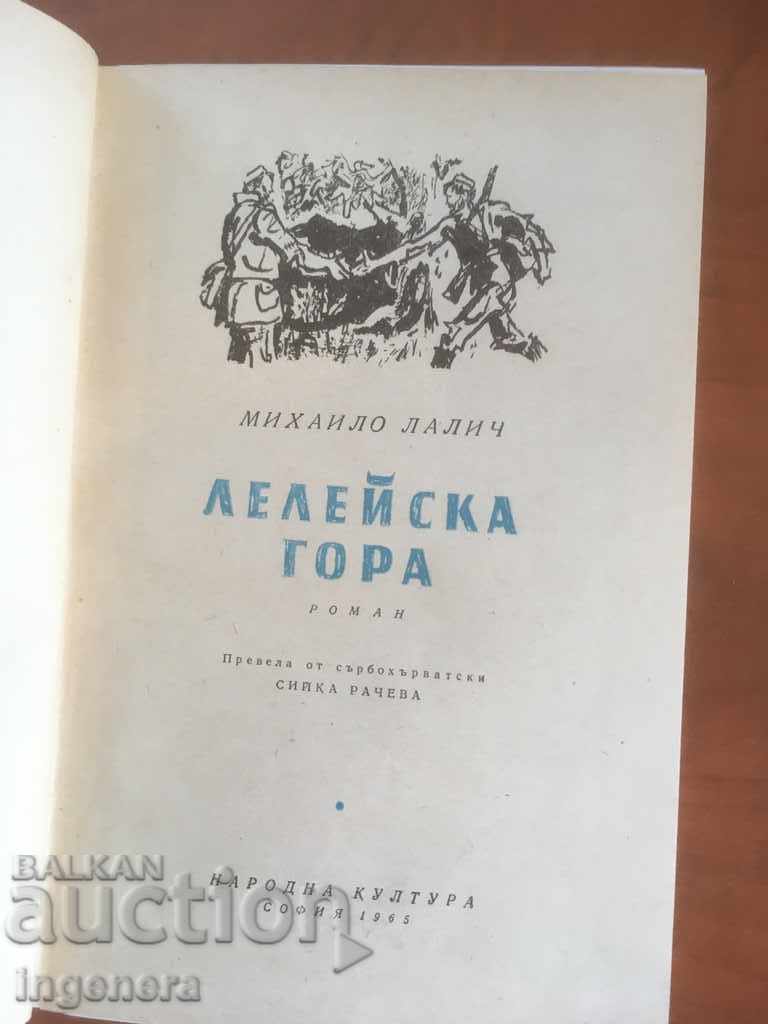 МИХАИЛО ЛАЛИЧ
ЛЕЛЕЙСКА
ГОРА
РОМАН
Превела от сърбохърватски
СИЙКА РАЧЕВА
НАРОДНА КУЛТУРА
СОФИЯ 1965
BALKAN
auction
ingenera